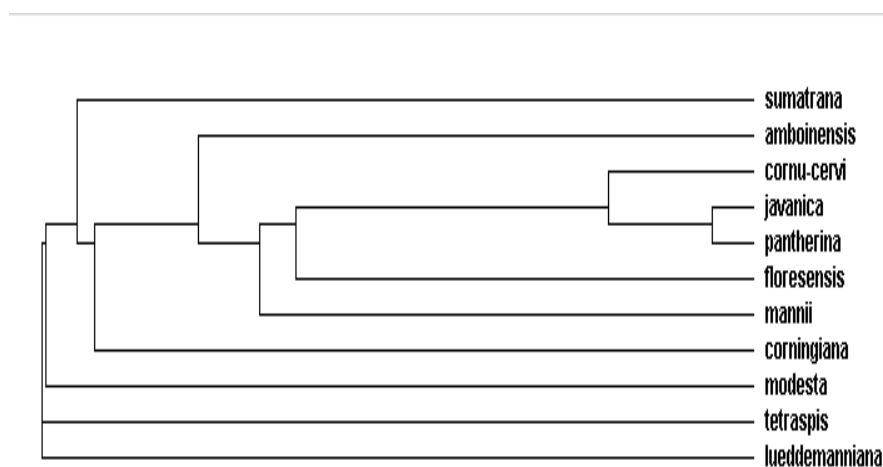 sumatrana
amboinensis
cornu-cervi
javanica
pantherina
floresensis
mannii
corningiana
modesta
tetraspis
lueddemanniana